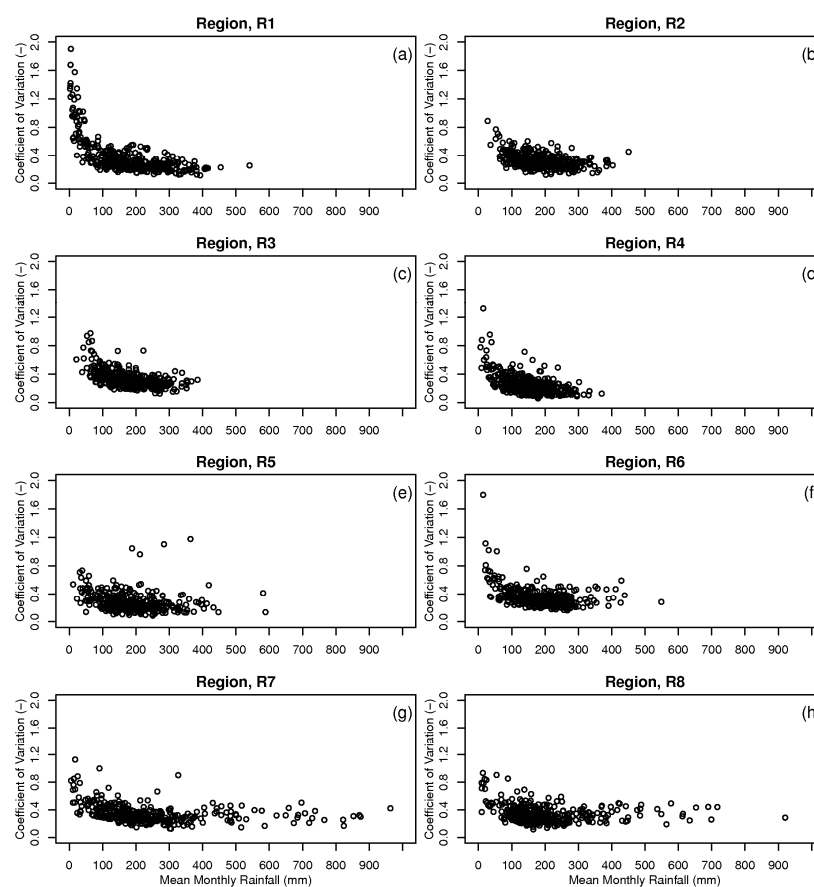 Region, R1
Region, R2
Coefficient of Variation (−)
0.0 0.4 0.8 1.2 1.6 2.0
(a)
0 100 200 300 400 500 600 700 800 900
Coefficient of Variation (−)
0.0 0.4 0.8 1.2 1.6 2.0
(b
0 100 200 300 400 500 600 700 800 900
Region, R3
Region, R4
Coefficient of Variation (−)
0.0 0.4 0.8 1.2 1.6 2.0
(c)
0 100 200 300 400 500 600 700 800 900
Coefficient of Variation (−)
0.0 0.4 0.8 1.2 1.6 2.0
(d
0 100 200 300 400 500 600 700 800 900
Region, R5
Region, R6
Coefficient of Variation (−)
0.0 0.4 0.8 1.2 1.6 2.0
(e)
0 100 200 300 400 500 600 700 800 900
Coefficient of Variation (−)
0.0 0.4 0.8 1.2 1.6 2.0
(f
0 100 200 300 400 500 600 700 800 900
Region, R7
Region, R8
Coefficient of Variation (−)
0.0 0.4 0.8 1.2 1.6 2.0
(g)
0 100 200 300 400 500 600 700 800 900
Mean Monthly Rainfall (mm)
Coefficient of Variation (−)
0.0 0.4 0.8 1.2 1.6 2.0
(h
0 100 200 300 400 500 600 700 800 900
Mean Monthly Rainfall (mm)